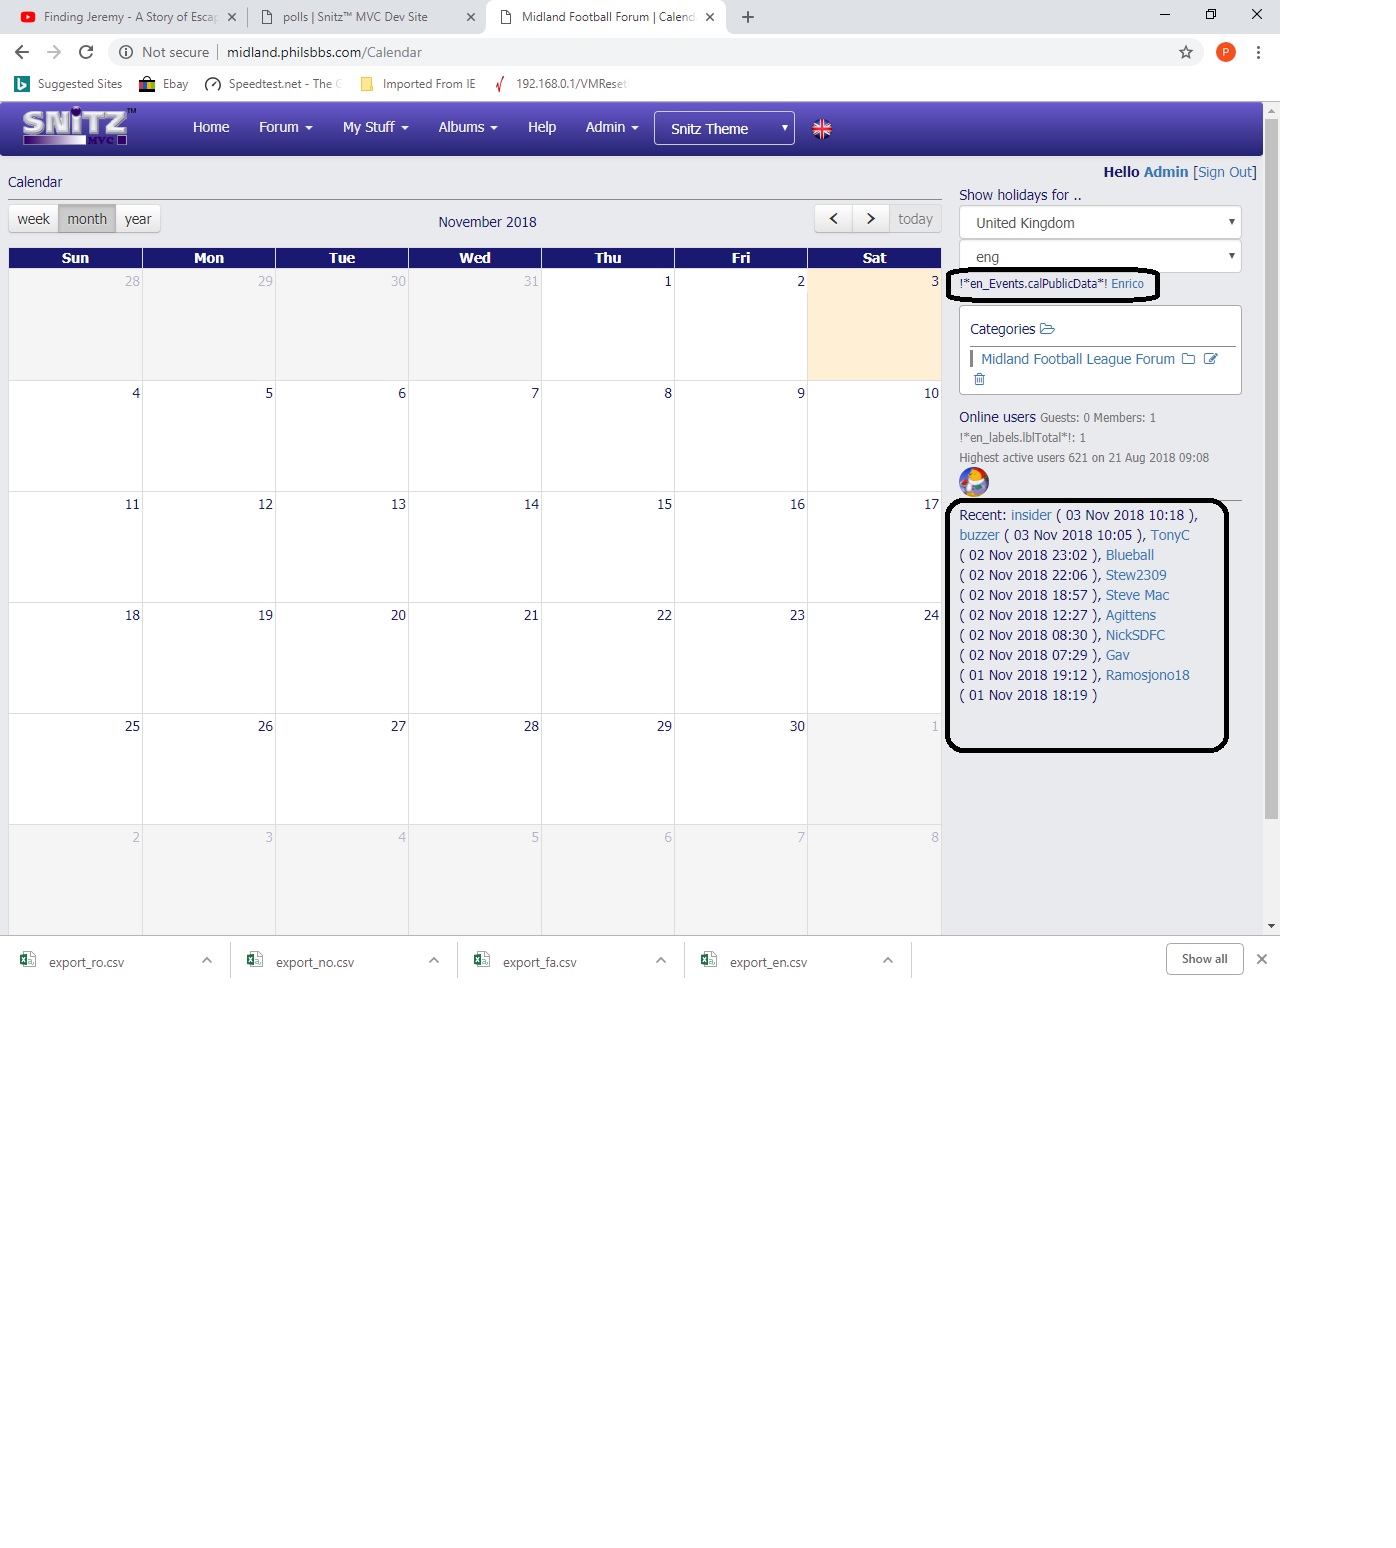 Finding Jeremy - A Story of Escap
polls | Snitz™ MVC Dev Site
Midland Football Forum | Calend
Not secure | midland.philsbbs.com/Calendar
P
Suggested Sites
Ebay
Speedtest.net - The G
Imported From IE
192.168.0.1/VMReset
SNiTZ™ MVC
Home
Forum
My Stuff
Albums
Help
Admin
Snitz Theme
Hello Admin [Sign Out]
Calendar
week month year
November 2018
< > today
Sun Mon Tue Wed Thu Fri Sat
28 29 30 31 1 2 3
4 5 6 7 8 9 10
11 12 13 14 15 16 17
18 19 20 21 22 23 24
25 26 27 28 29 30 1
2 3 4 5 6 7 8
Show holidays for ..
United Kingdom
eng
!*en_Events.calPublicData*! Enrico
Categories
Midland Football League Forum
Online users Guests: 0 Members: 1
!*en_labels.lblTotal*!: 1
Highest active users 621 on 21 Aug 2018 09:08
Recent: insider ( 03 Nov 2018 10:18 ),
buzzer ( 03 Nov 2018 10:05 ), TonyC
( 02 Nov 2018 23:02 ), Blueball
( 02 Nov 2018 22:06 ), Stew2309
( 02 Nov 2018 18:57 ), Steve Mac
( 02 Nov 2018 12:27 ), Agittens
( 02 Nov 2018 08:30 ), NickSDFC
( 02 Nov 2018 07:29 ), Gav
( 01 Nov 2018 19:12 ), Ramosjono18
( 01 Nov 2018 18:19 )
export_ro.csv
export_no.csv
export_fa.csv
export_en.csv
Show all